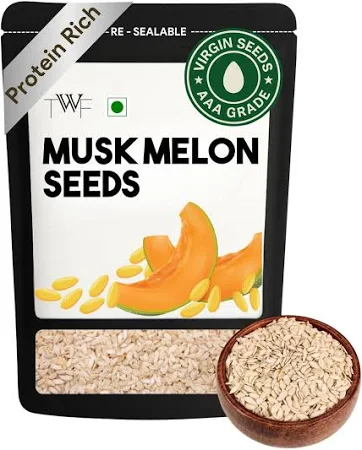 RE - SEALABLE
Protein Rich
VIRGIN SEEDS
AAA GRADE
TWF
MUSK MELON
SEEDS